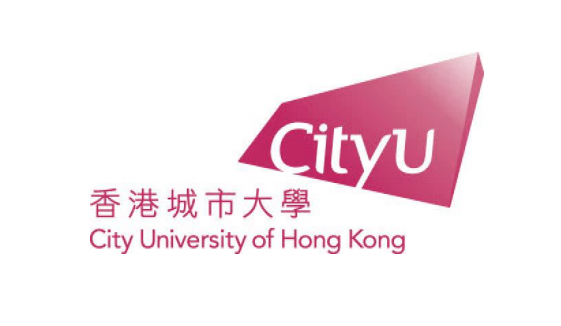 CityU
香港城市大學
City University of Hong Kong